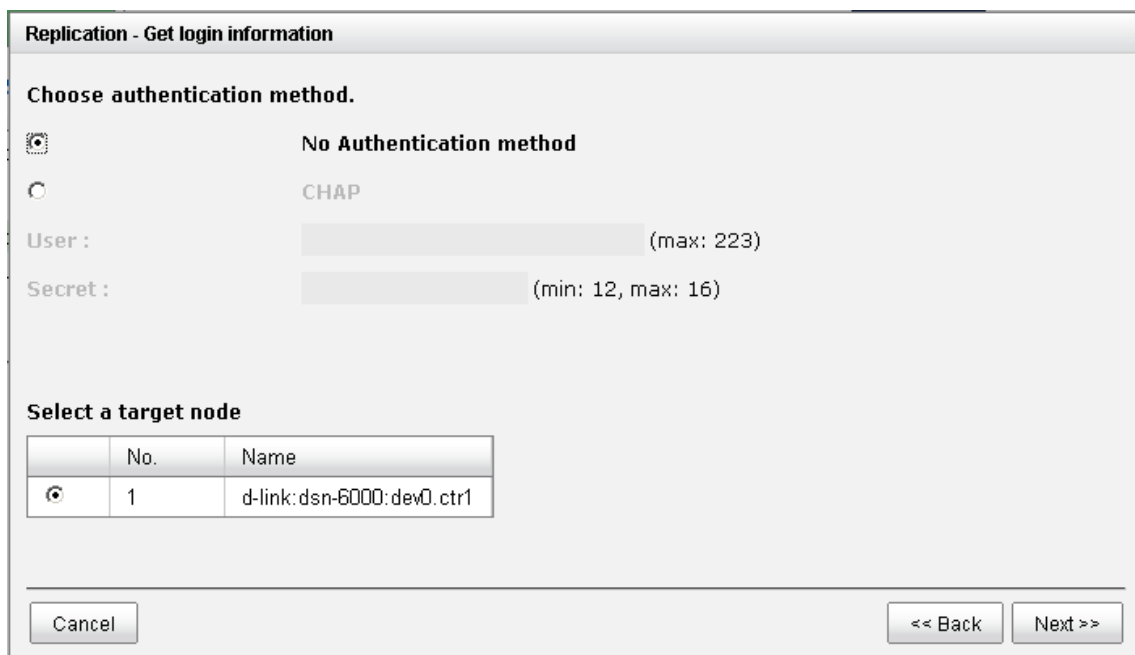 Replication - Get login information
Choose authentication method.
No Authentication method
CHAP
User : (max: 223)
Secret : (min: 12, max: 16)
Select a target node
No. Name
1 d-link:dsn-6000:dev0.ctr1
Cancel << Back Next >>